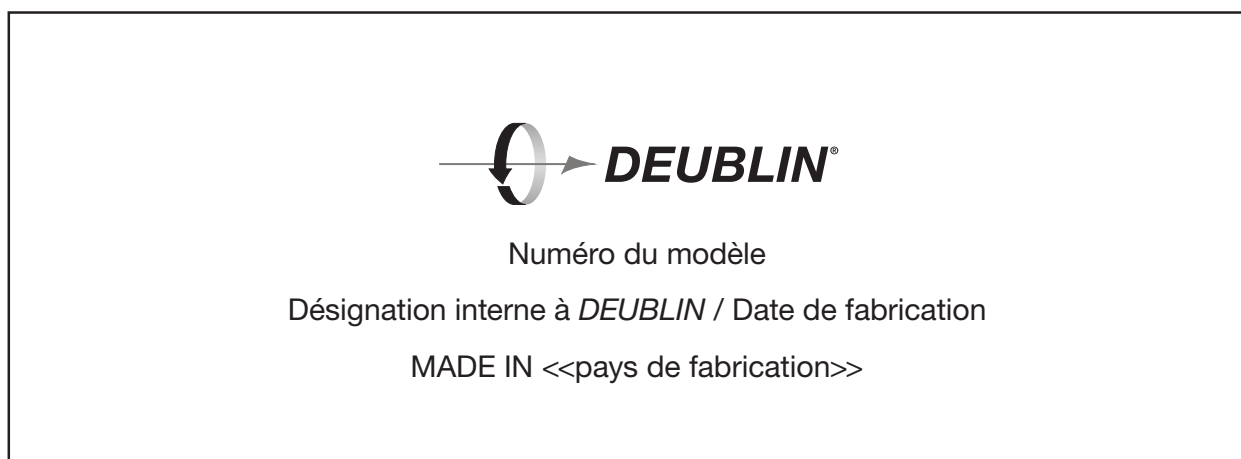 DEUBLIN®
Numéro du modèle
Désignation interne à DEUBLIN / Date de fabrication
MADE IN <<pays de fabrication>>